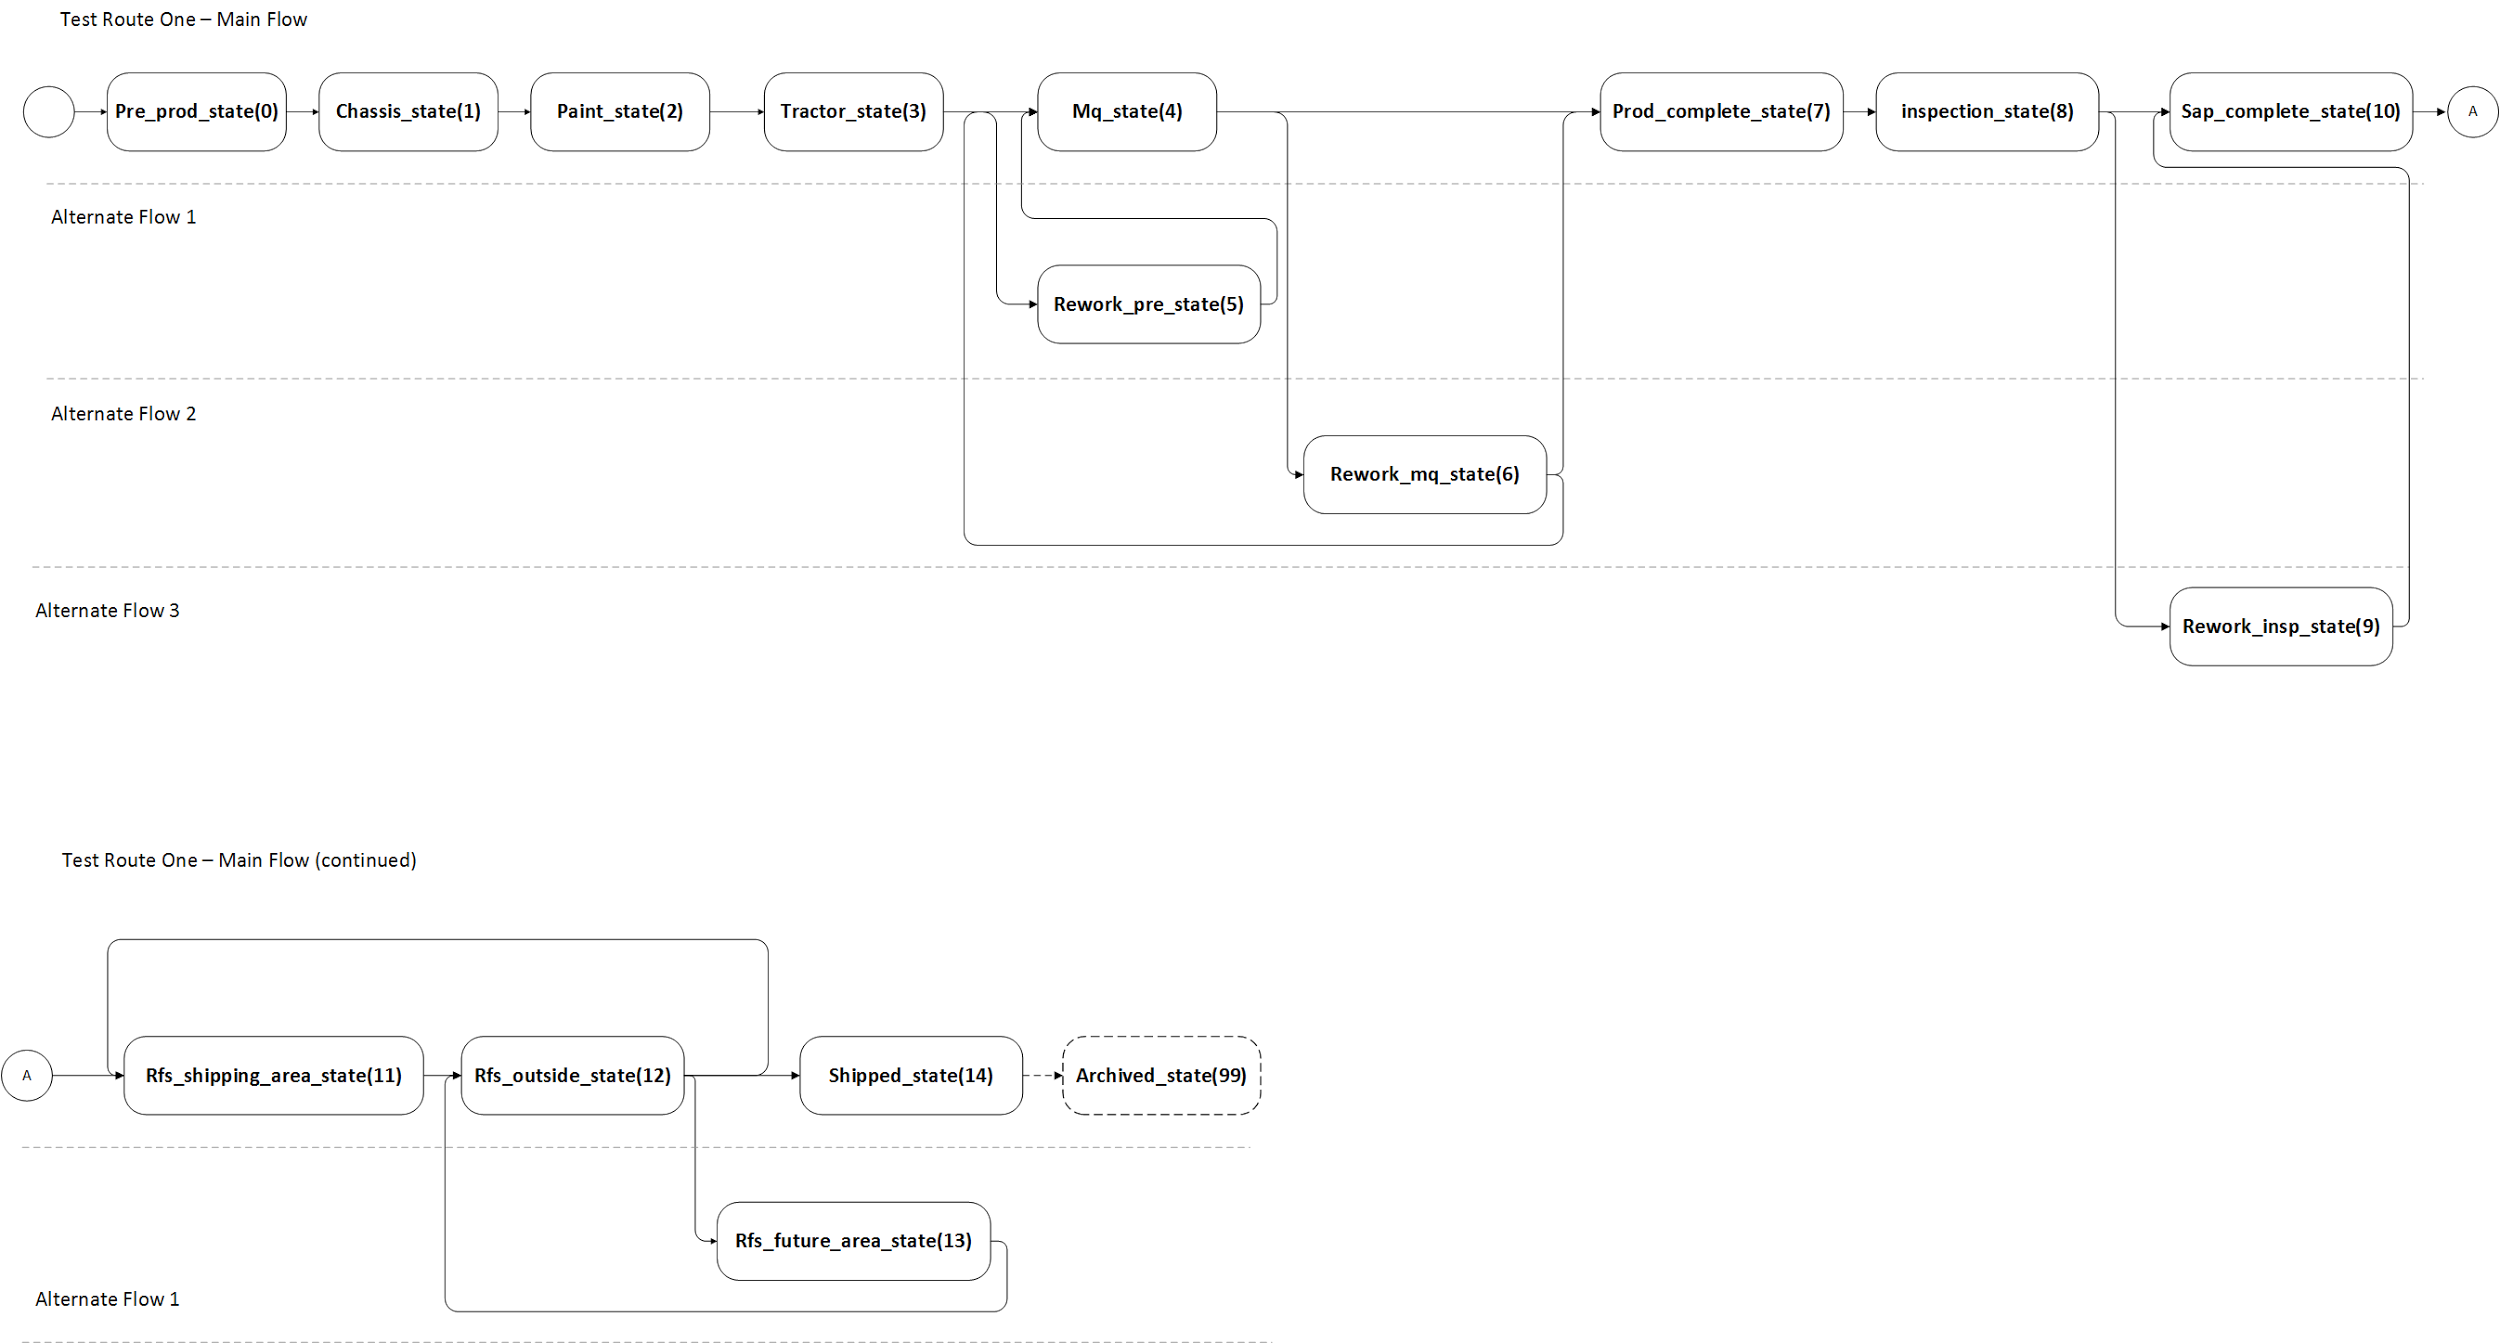 Test Route One – Main Flow
Pre_prod_state(0)
Chassis_state(1)
Paint_state(2)
Tractor_state(3)
Mq_state(4)
Prod_complete_state(7)
inspection_state(8)
Sap_complete_state(10)
A
Alternate Flow 1
Rework_pre_state(5)
Alternate Flow 2
Rework_mq_state(6)
Alternate Flow 3
Rework_insp_state(9)
Test Route One – Main Flow (continued)
A
Rfs_shipping_area_state(11)
Rfs_outside_state(12)
Shipped_state(14)
Archived_state(99)
Rfs_future_area_state(13)
Alternate Flow 1